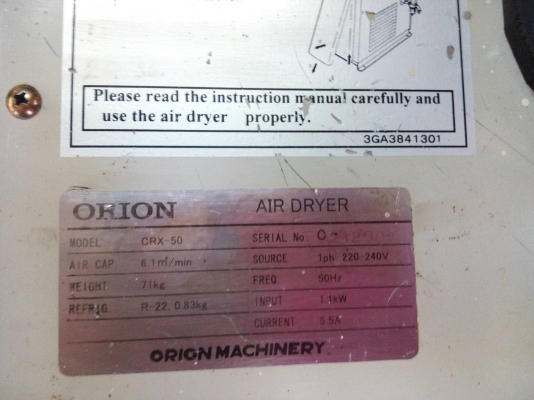 Please read the instruction manual carefully and
use the air dryer properly.
3GA3841301
ORION AIR DRYER
MODEL CRX-50 SERIAL No C
AIR CAP 6.1㎥/min SOURCE 1ph 220-240V
WEIGHT 71kg FREQ 50Hz
REFRIG R-22, 0.83kg INPUT 1.1kW
CURRENT 5.5A
ORION MACHINERY